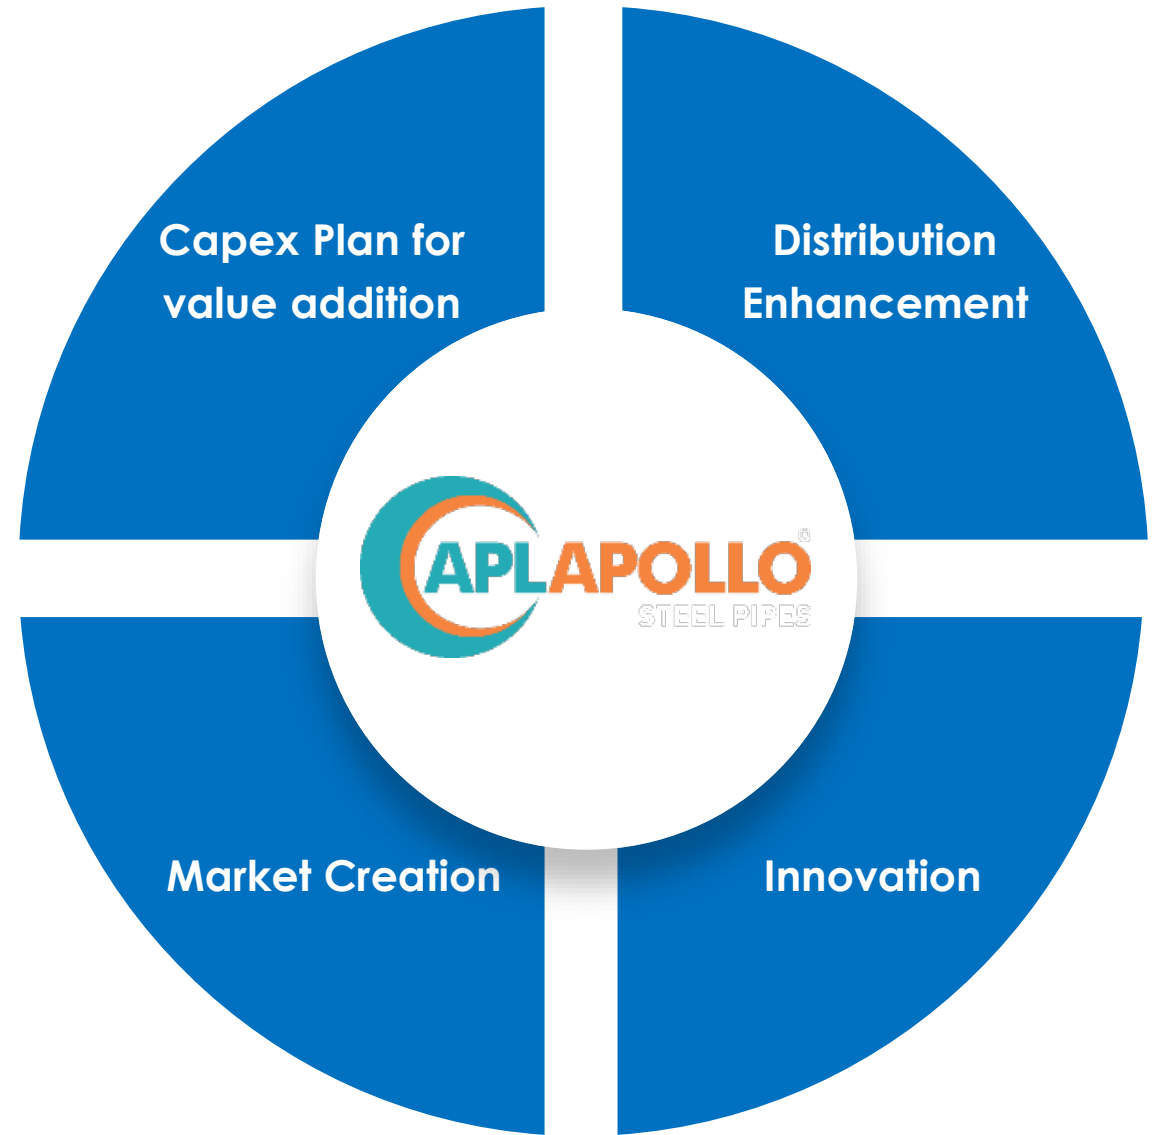 Capex Plan for
value addition
Distribution
Enhancement
APLAPOLLO®
STEEL PIPES
Market Creation
Innovation